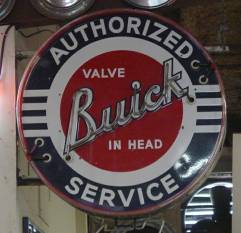 AUTHORIZED
VALVE
Buick
IN HEAD
SERVICE